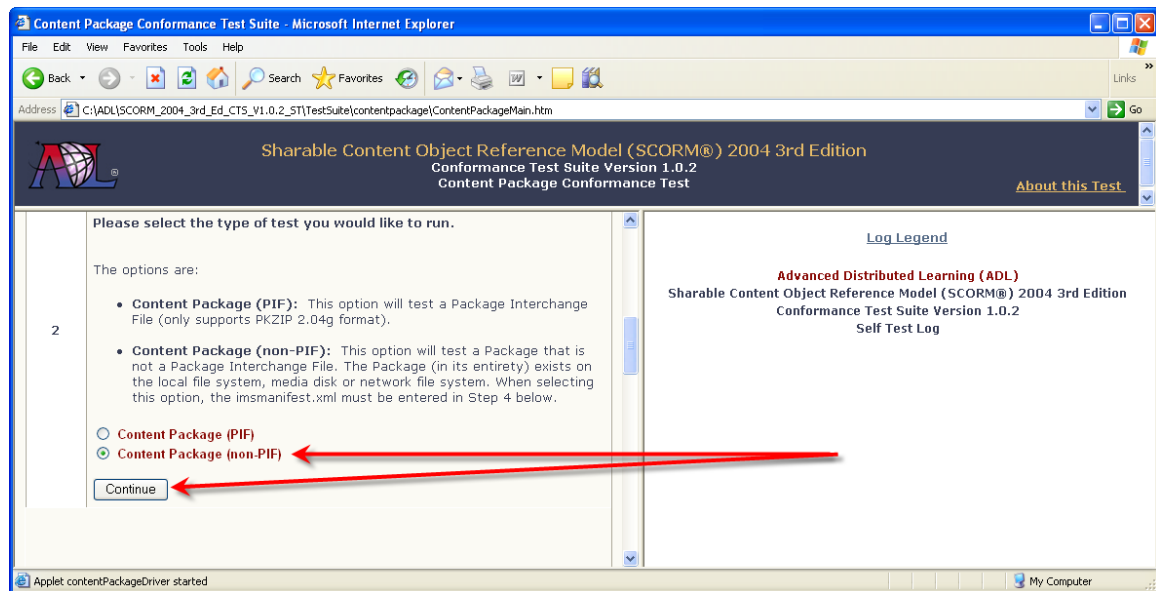 Content Package Conformance Test Suite - Microsoft Internet Explorer
File Edit View Favorites Tools Help
Back Search Favorites W Links
Address C:\ADL\SCORM_2004_3rd_Ed_CTS_V1.0.2_ST\TestSuite\contentpackage\ContentPackageMain.htm Go
ADL®
Sharable Content Object Reference Model (SCORM®) 2004 3rd Edition
Conformance Test Suite Version 1.0.2
Content Package Conformance Test
About this Test
2
Please select the type of test you would like to run.
The options are:
• Content Package (PIF): This option will test a Package Interchange
File (only supports PKZIP 2.04g format).
• Content Package (non-PIF): This option will test a Package that is
not a Package Interchange File. The Package (in its entirety) exists on
the local file system, media disk or network file system. When selecting
this option, the imsmanifest.xml must be entered in Step 4 below.
Content Package (PIF)
Content Package (non-PIF)
Continue
Log Legend
Advanced Distributed Learning (ADL)
Sharable Content Object Reference Model (SCORM®) 2004 3rd Edition
Conformance Test Suite Version 1.0.2
Self Test Log
Applet contentPackageDriver started
My Computer